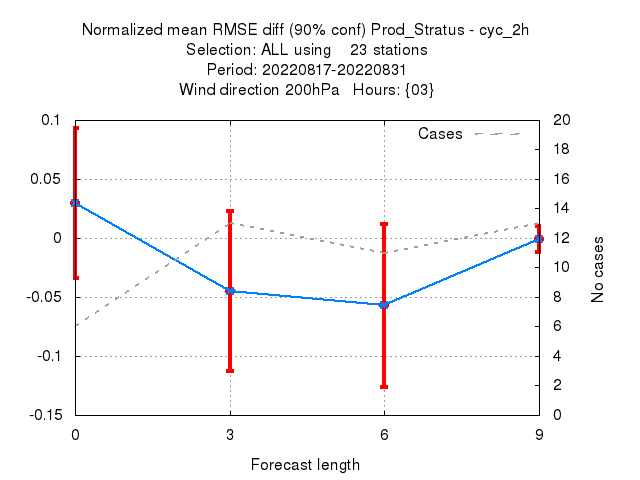 Normalized mean RMSE diff (90% conf) Prod_Stratus - cyc_2h
Selection: ALL using    23 stations
Period: 20220817-20220831
Wind direction 200hPa   Hours: {03}
Cases
0.1
0.05
0
-0.05
-0.1
-0.15
20
18
16
14
12
10
8
6
4
2
0
No cases
0 3 6 9
Forecast length